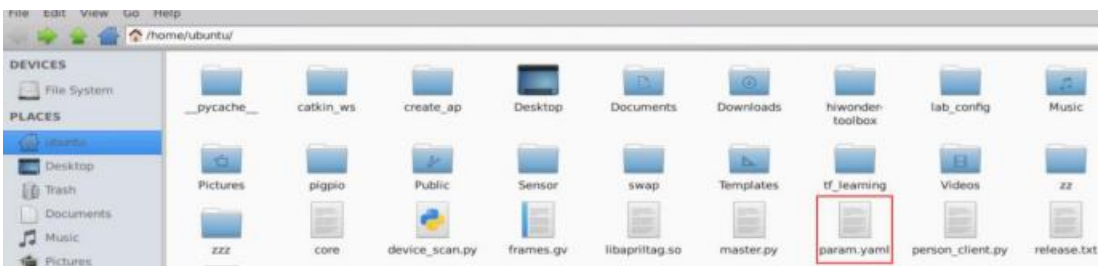 File Edit View Go Help
/home/ubuntu/
DEVICES
File System
PLACES
ubuntu
Desktop
Trash
Documents
Music
Pictures
__pycache__ catkin_ws create_ap Desktop Documents Downloads hiwonder- lab_config Music
toolbox
Pictures pigpio Public Sensor swap Templates tf_learning Videos zz
zzz core device_scan.py frames.gv libapriltag.so master.py param.yaml person_client.py release.txt